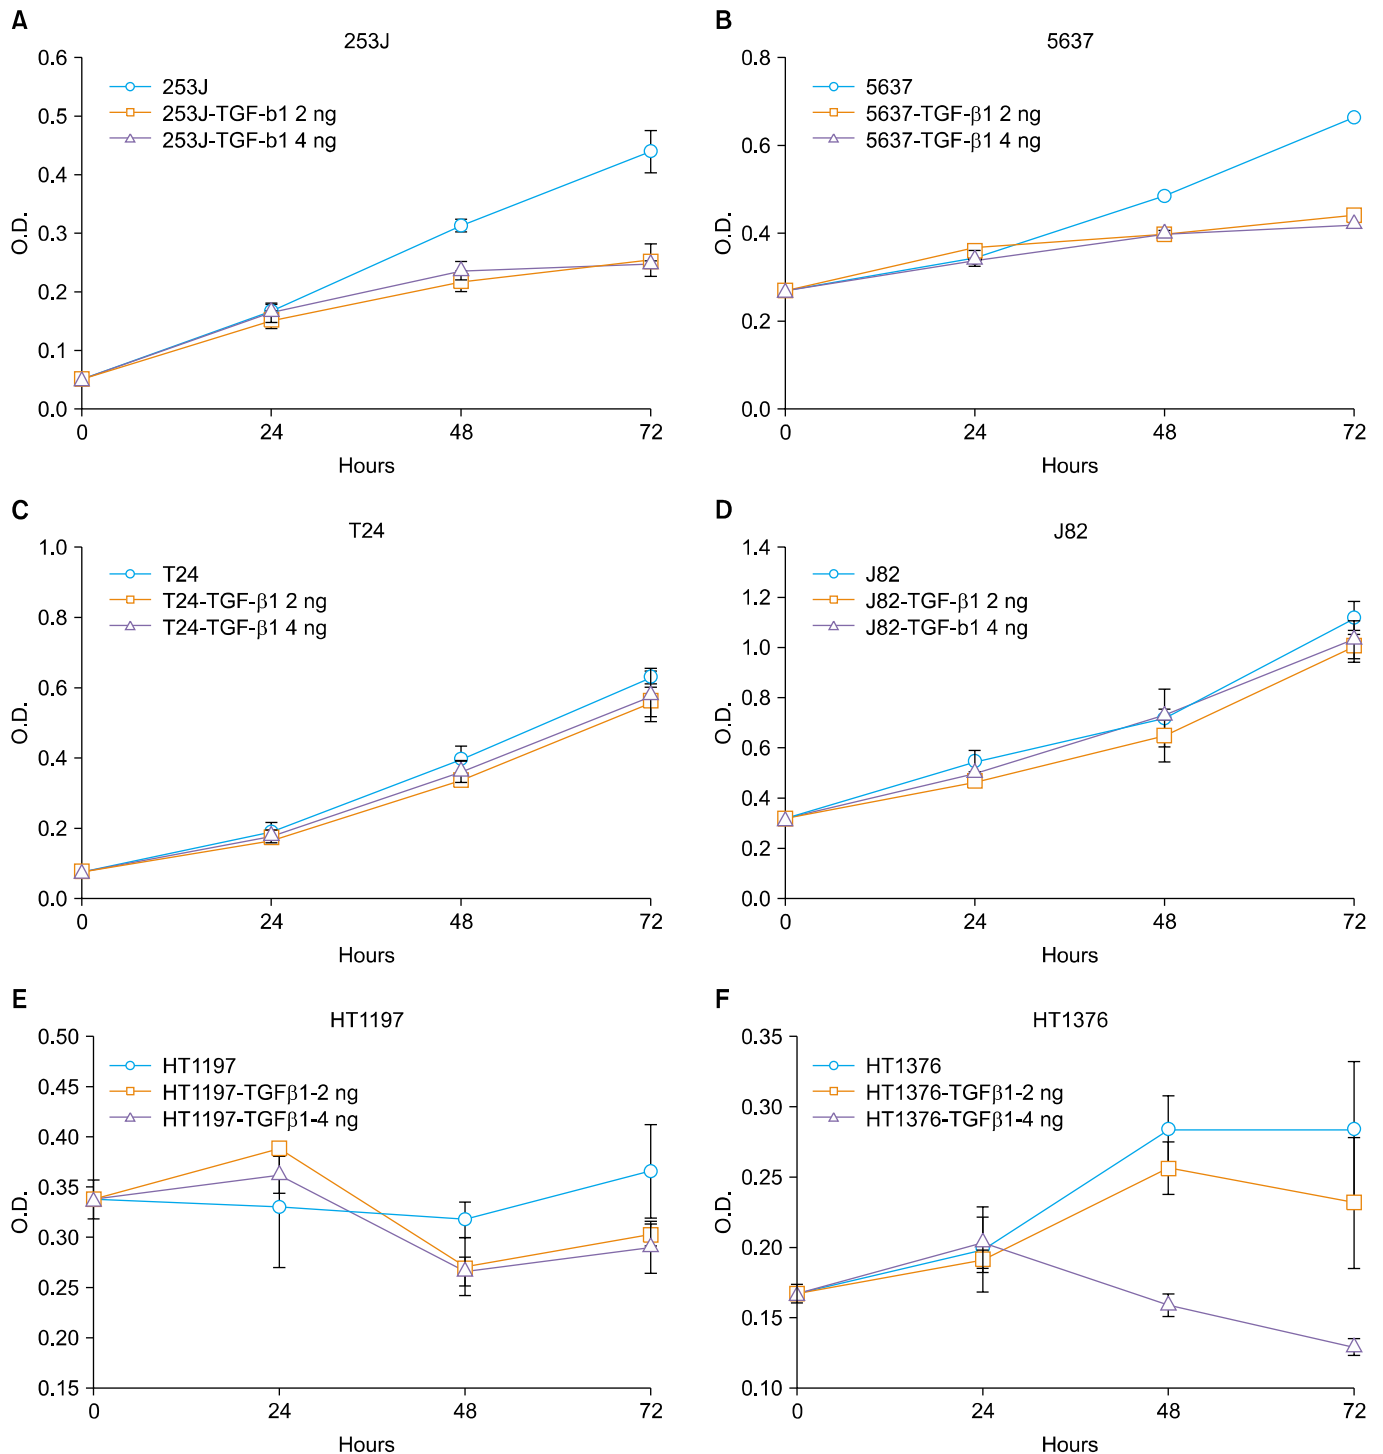 A
253J
0.6
0.5
0.4
0.3
0.2
0.1
0.0
O.D.
253J
253J-TGF-b1 2 ng
253J-TGF-b1 4 ng
0 24 48 72
Hours
B
5637
0.8
0.6
0.4
0.2
0.0
O.D.
5637
5637-TGF-β1 2 ng
5637-TGF-β1 4 ng
0 24 48 72
Hours
C
T24
1.0
0.8
0.6
0.4
0.2
0.0
O.D.
T24
T24-TGF-β1 2 ng
T24-TGF-β1 4 ng
0 24 48 72
Hours
D
J82
1.4
1.2
1.0
0.8
0.6
0.4
0.2
0.0
O.D.
J82
J82-TGF-β1 2 ng
J82-TGF-b1 4 ng
0 24 48 72
Hours
E
HT1197
0.50
0.45
0.40
0.35
0.30
0.25
0.20
0.15
O.D.
HT1197
HT1197-TGFβ1-2 ng
HT1197-TGFβ1-4 ng
0 24 48 72
Hours
F
HT1376
0.35
0.30
0.25
0.20
0.15
0.10
O.D.
HT1376
HT1376-TGFβ1-2 ng
HT1376-TGFβ1-4 ng
0 24 48 72
Hours